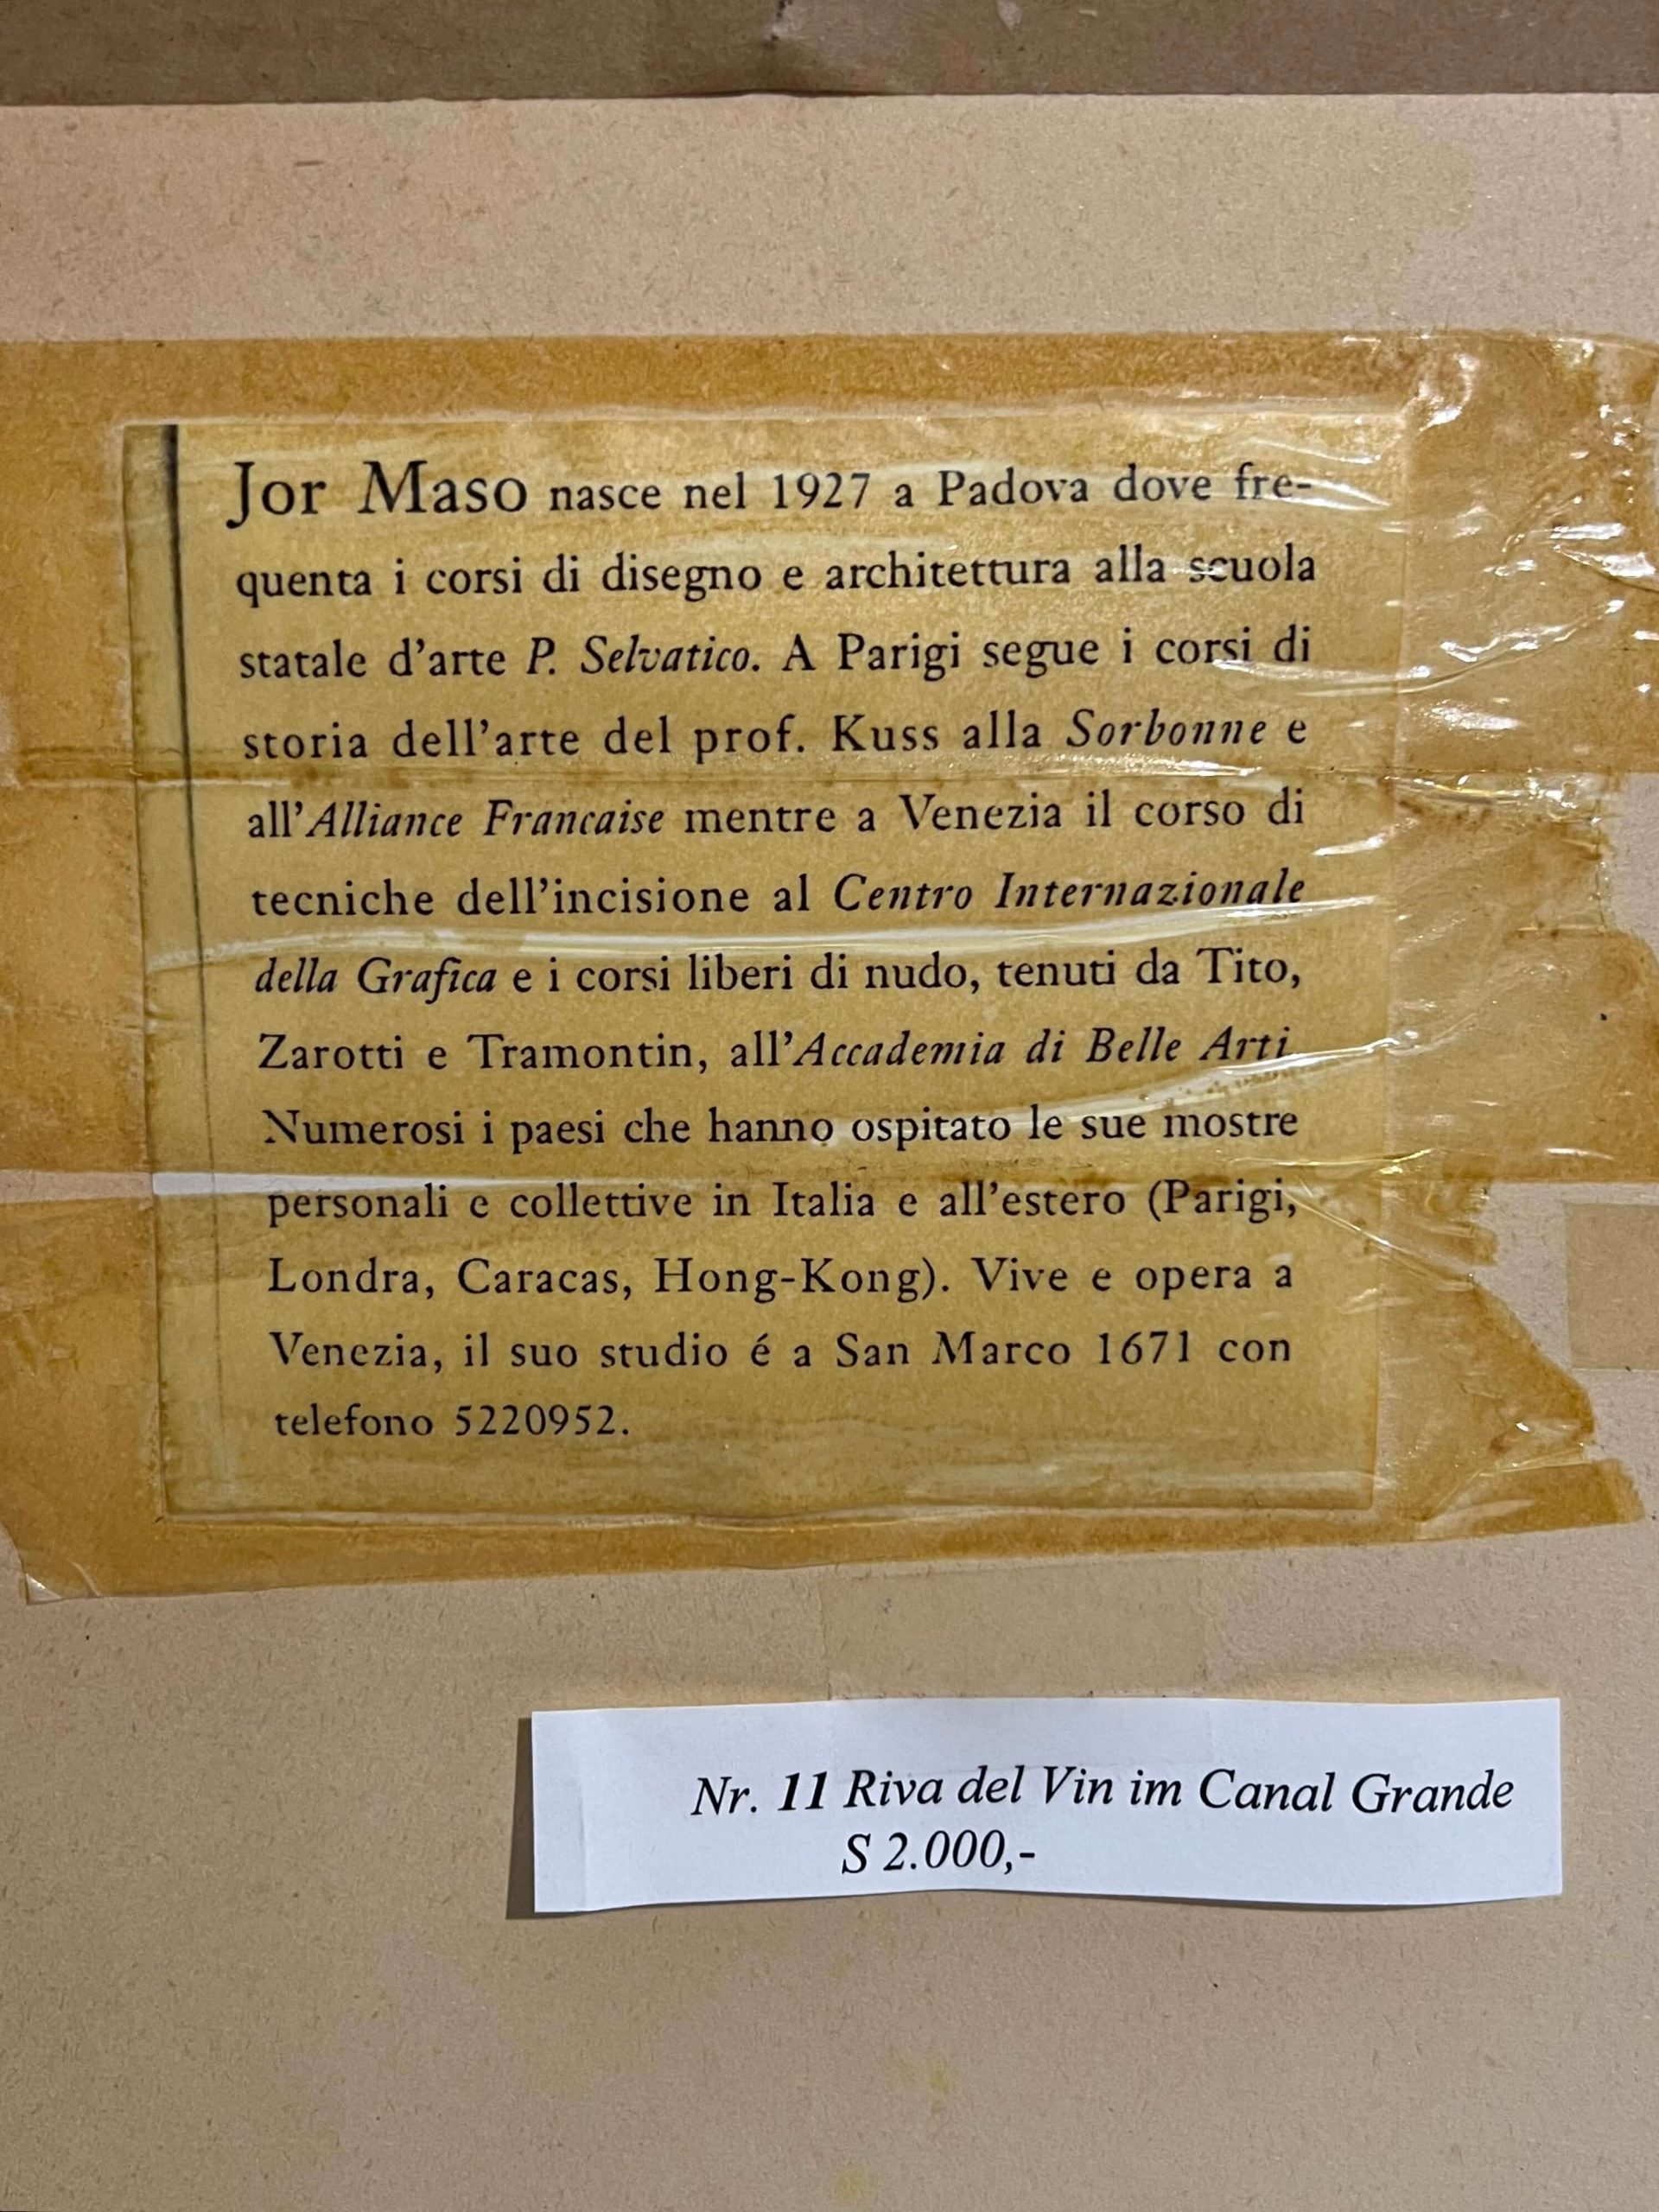 Jor Maso nasce nel 1927 a Padova dove fre-
quenta i corsi di disegno e architettura alla scuola
statale d'arte P. Selvatico. A Parigi segue i corsi di
storia dell'arte del prof. Kuss alla Sorbonne e
all'Alliance Francaise mentre a Venezia il corso di
tecniche dell'incisione al Centro Internazionale
della Grafica e i corsi liberi di nudo, tenuti da Tito,
Zarotti e Tramontin, all'Accademia di Belle Arti.
Numerosi i paesi che hanno ospitato le sue mostre
personali e collettive in Italia e all'estero (Parigi,
Londra, Caracas, Hong-Kong). Vive e opera a
Venezia, il suo studio é a San Marco 1671 con
telefono 5220952.
Nr. 11 Riva del Vin im Canal Grande
S 2.000,-